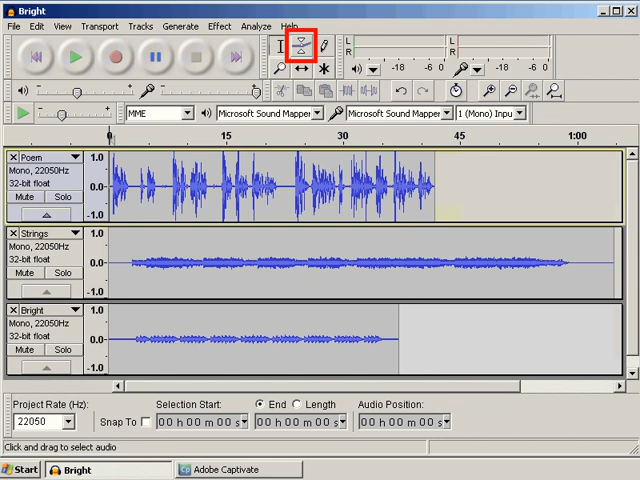 Bright
File Edit View Transport Tracks Generate Effect Analyze Help
L
R
-18 -6 0
L
R
-18 -6 0
MME
Microsoft Sound Mapper
Microsoft Sound Mapper
1 (Mono) Inpu
0 15 30 45 1:00
Poem
Mono, 22050Hz
32-bit float
Mute Solo
1.0
0.0
-1.0
Strings
Mono, 22050Hz
32-bit float
Mute Solo
1.0
0.0
-1.0
Bright
Mono, 22050Hz
32-bit float
Mute Solo
1.0
0.0
-1.0
Project Rate (Hz):
22050
Snap To
Selection Start:
00 h 00 m 00 s
End Length
00 h 00 m 00 s
Audio Position:
00 h 00 m 00 s
Click and drag to select audio
Start
Bright
Cp Adobe Captivate